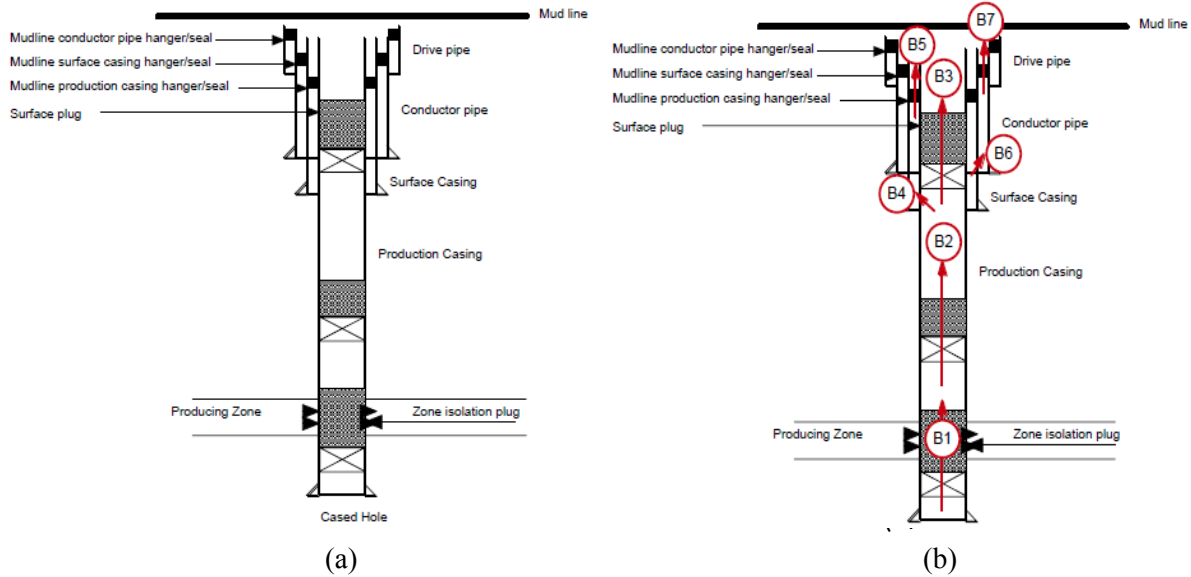 Mud line
Mudline conductor pipe hanger/seal
Drive pipe
Mudline surface casing hanger/seal
Mudline production casing hanger/seal
Surface plug
Conductor pipe
Surface Casing
Production Casing
Producing Zone
Zone isolation plug
Cased Hole
(a)
Mud line
B7
B5
Mudline conductor pipe hanger/seal
Drive pipe
Mudline surface casing hanger/seal
B3
Mudline production casing hanger/seal
Surface plug
Conductor pipe
B6
B4
Surface Casing
B2
Production Casing
Producing Zone
B1
Zone isolation plug
(b)